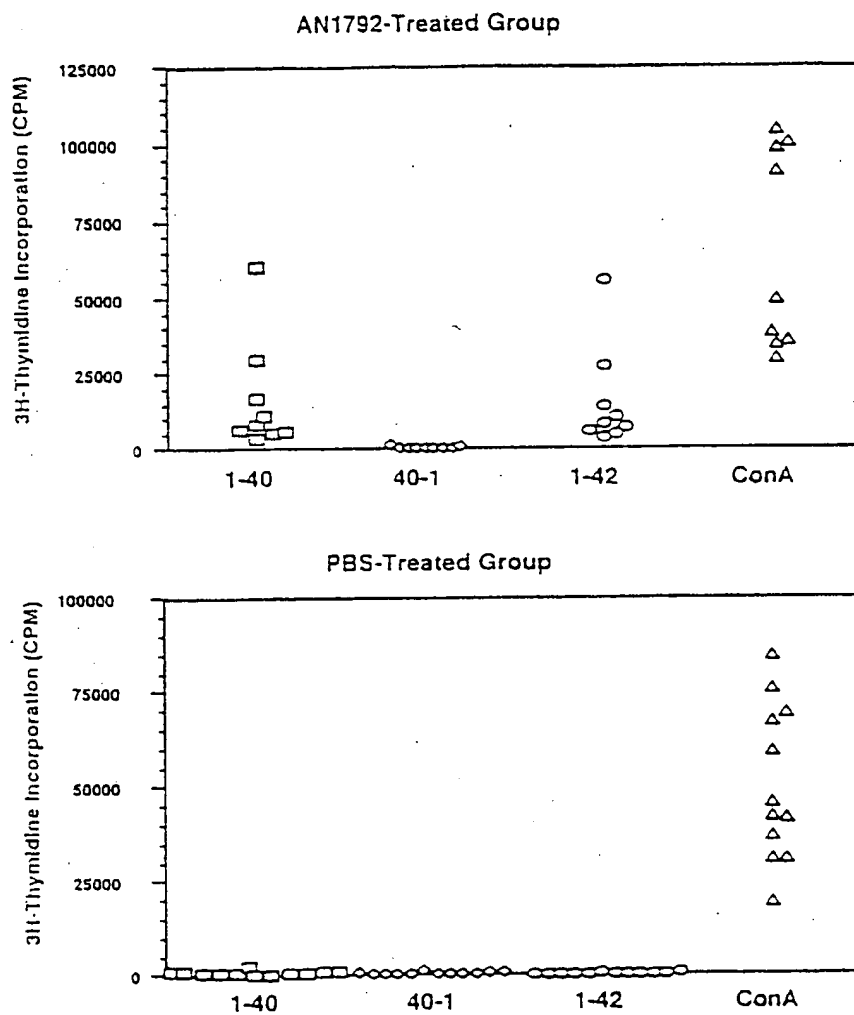 AN1792-Treated Group
3H-Thymidine Incorporation (CPM)
125000
100000
75000
50000
25000
0
1-40
40-1
1-42
ConA
PBS-Treated Group
3H-Thymidine Incorporation (CPM)
100000
75000
50000
25000
0
1-40
40-1
1-42
ConA